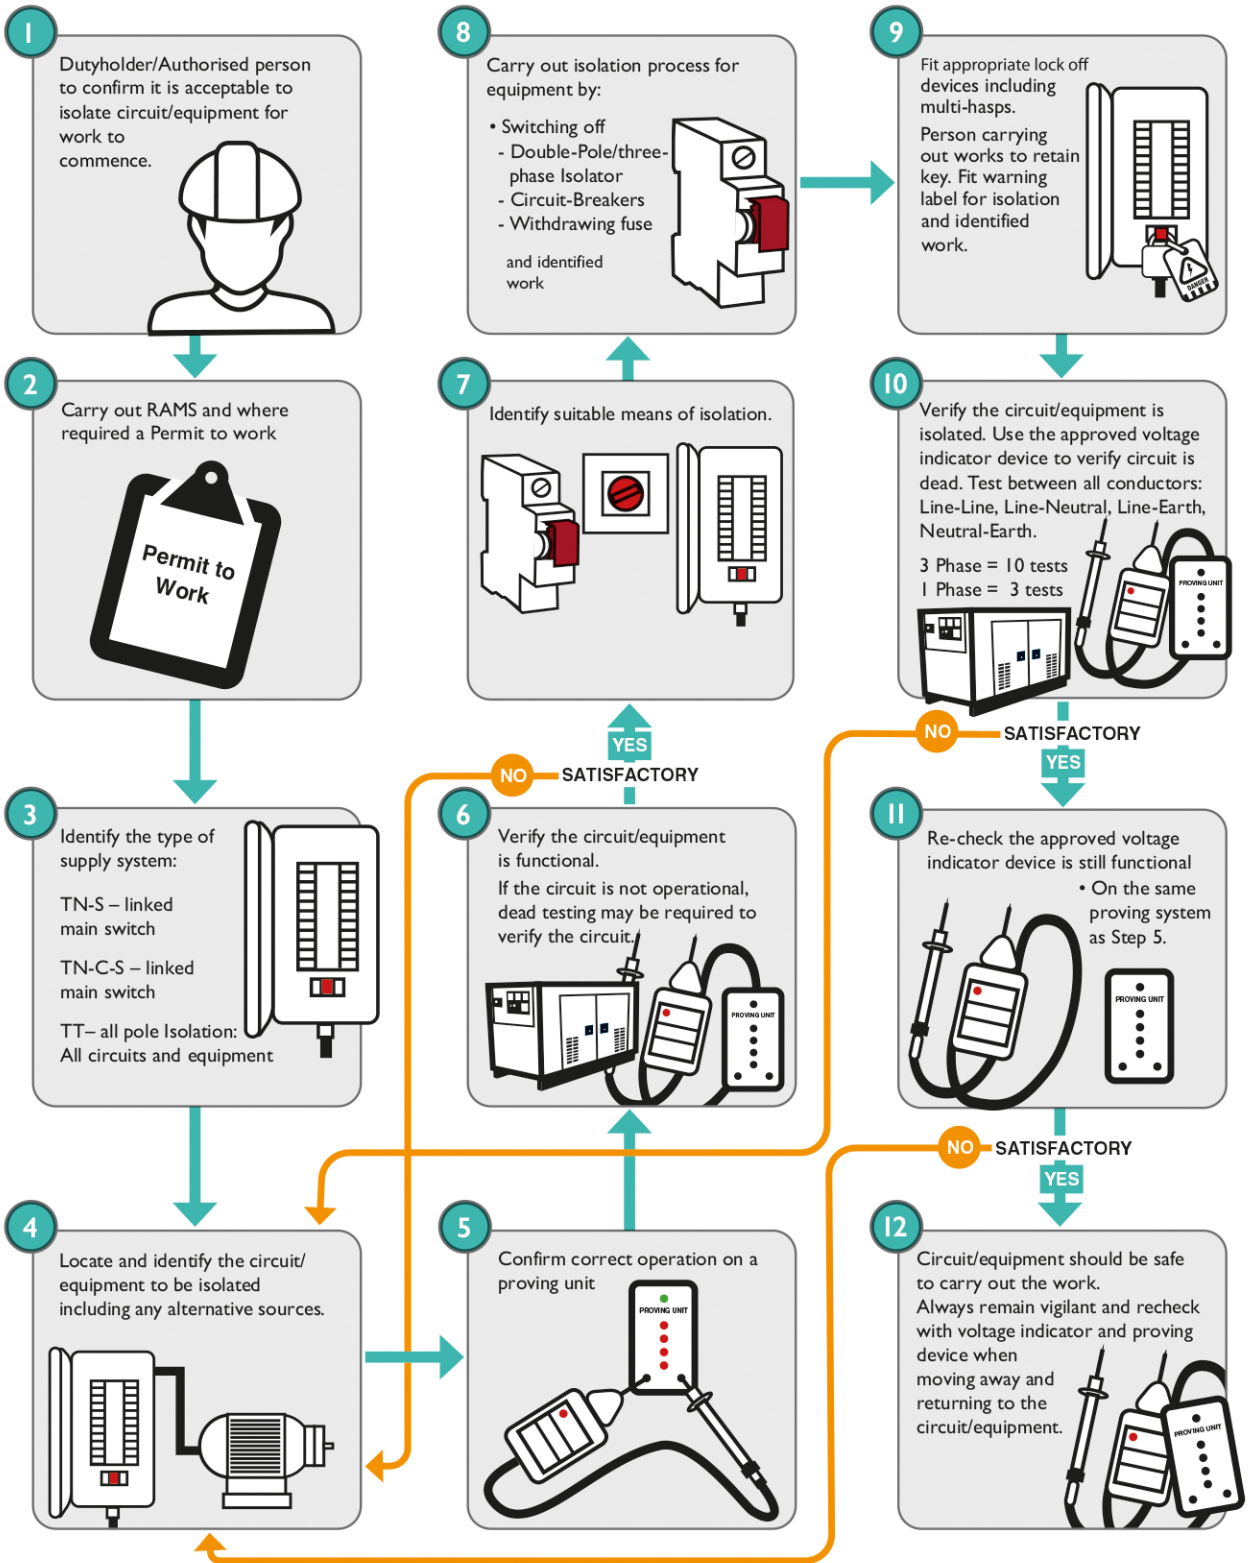 1
Dutyholder/Authorised person
to confirm it is acceptable to
isolate circuit/equipment for
work to
commence.
2
Carry out RAMS and where
required a Permit to work
Permit to
Work
3
Identify the type of
supply system:
TN-S – linked
main switch
TN-C-S – linked
main switch
TT– all pole Isolation:
All circuits and equipment
4
Locate and identify the circuit/
equipment to be isolated
including any alternative sources.
5
Confirm correct operation on a
proving unit
PROVING UNIT
6
Verify the circuit/equipment
is functional.
If the circuit is not operational,
dead testing may be required to
verify the circuit.
PROVING UNIT
NO
SATISFACTORY
YES
7
Identify suitable means of isolation.
8
Carry out isolation process for
equipment by:
• Switching off
- Double-Pole/three-
phase Isolator
- Circuit-Breakers
- Withdrawing fuse
and identified
work
9
Fit appropriate lock off
devices including
multi-hasps.
Person carrying
out works to retain
key. Fit warning
label for isolation
and identified
work.
DANGER
10
Verify the circuit/equipment is
isolated. Use the approved voltage
indicator device to verify circuit is
dead. Test between all conductors:
Line-Line, Line-Neutral, Line-Earth,
Neutral-Earth.
3 Phase = 10 tests
1 Phase = 3 tests
PROVING UNIT
NO
SATISFACTORY
YES
11
Re-check the approved voltage
indicator device is still functional
• On the same
proving system
as Step 5.
PROVING UNIT
NO
SATISFACTORY
YES
12
Circuit/equipment should be safe
to carry out the work.
Always remain vigilant and recheck
with voltage indicator and proving
device when
moving away and
returning to the
circuit/equipment.
PROVING UNIT